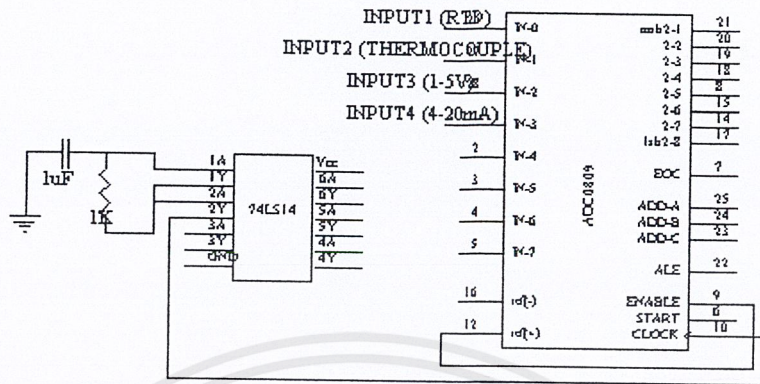 INPUT1 (RTD)
INPUT2 (THERMOCOUPLE)
INPUT3 (1-5V)
INPUT4 (4-20mA)
IN-0
IN-1
IN-2
IN-3
2 IN-4
3 IN-5
4 IN-6
5 IN-7
16 ref(-)
12 ref(+)
ADC0809
msb2-1 21
2-2 20
2-3 19
2-4 18
2-5 8
2-6 15
2-7 14
lsb2-8 17
EOC 7
ADD-A 25
ADD-B 24
ADD-C 23
ALE 22
ENABLE 9
START 6
CLOCK 10
1uF
1K
74LS14
1A
1Y
2A
2Y
3A
3Y
GND
Vcc
6A
6Y
5A
5Y
4A
4Y